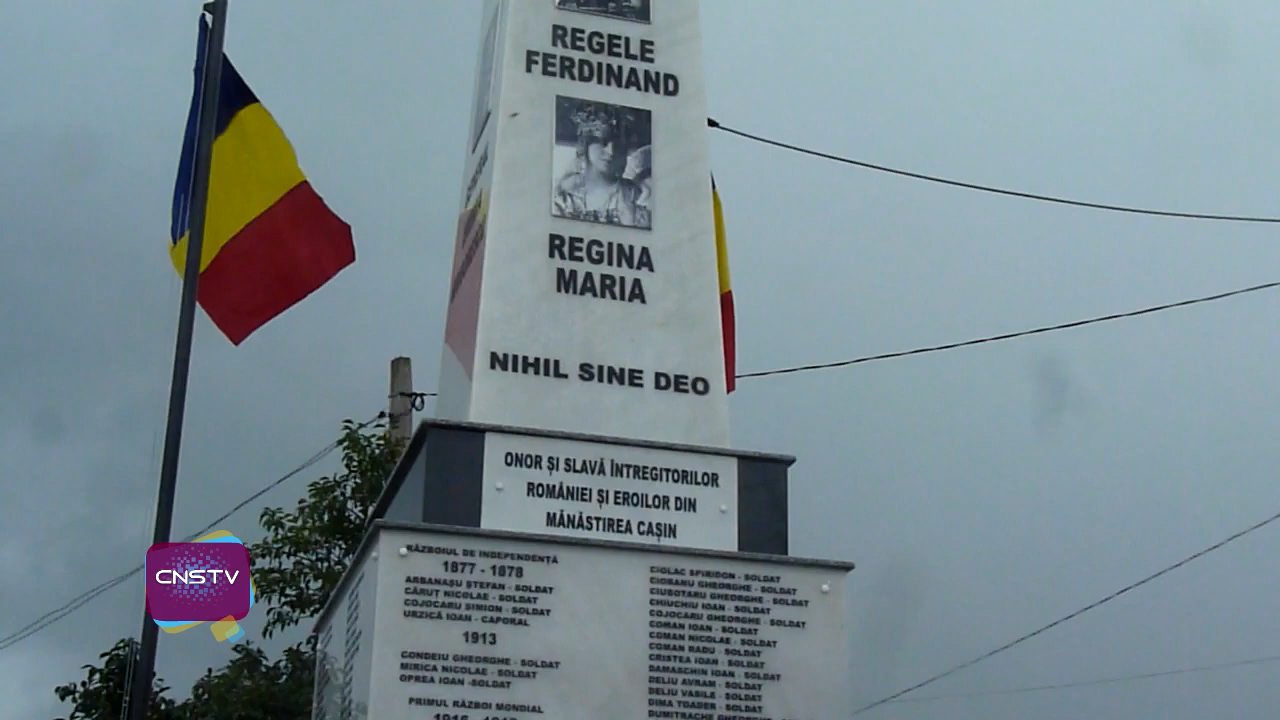 REGELE
FERDINAND
REGINA
MARIA
NIHIL SINE DEO
ONOR ȘI SLAVĂ ÎNTREGITORILOR
ROMÂNIEI ȘI EROILOR DIN
MĂNĂSTIREA CAȘIN
RĂZBOIUL DE INDEPENDENȚĂ
1877 - 1878
ARBANAȘU ȘTEFAN - SOLDAT
CĂRUȚ NICOLAE - SOLDAT
COJOCARU SIMION - SOLDAT
URZICĂ IOAN - CAPORAL
1913
CONDEIU GHEORGHE - SOLDAT
MIRICA NICOLAE - SOLDAT
OPREA IOAN -SOLDAT
PRIMUL RĂZBOI MONDIAL
CIOLAC SPIRIDON - SOLDAT
CIOBANU GHEORGHE - SOLDAT
CIUBOTARU GHEORGHE - SOLDAT
CHIUCHIU IOAN - SOLDAT
COJOCARU GHEORGHE - SOLDAT
COMAN IOAN - SOLDAT
COMAN NICOLAE - SOLDAT
COMAN RADU - SOLDAT
CRISTEA IOAN - SOLDAT
DAMASCHIN IOAN - SOLDAT
DELIU AVRAM - SOLDAT
DELIU VASILE - SOLDAT
DIMA TOADER - SOLDAT
DUMITRACHE GHEORGHE
CNSTV